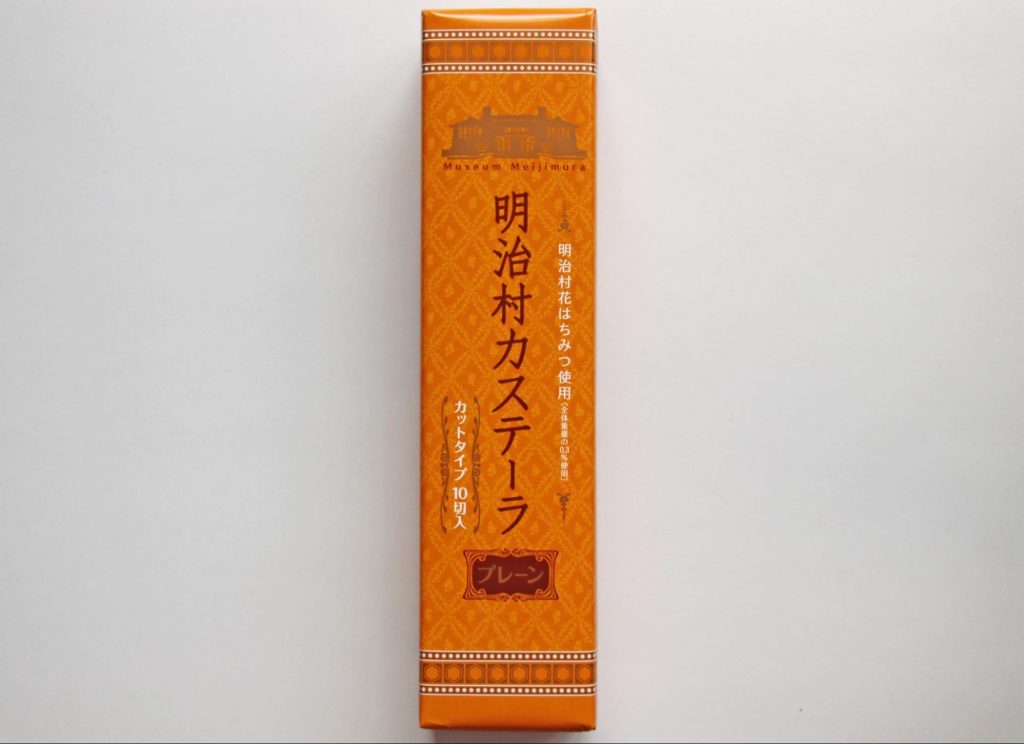 Museum Meijimura
明治村花はちみつ使用(全体重量の0.3%使用)
明治村カステーラ
カットタイプ 10切入
プレーン